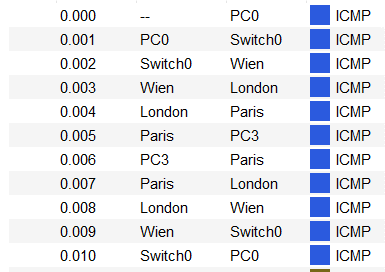 0.000 -- PC0 ICMP
0.001 PC0 Switch0 ICMP
0.002 Switch0 Wien ICMP
0.003 Wien London ICMP
0.004 London Paris ICMP
0.005 Paris PC3 ICMP
0.006 PC3 Paris ICMP
0.007 Paris London ICMP
0.008 London Wien ICMP
0.009 Wien Switch0 ICMP
0.010 Switch0 PC0 ICMP